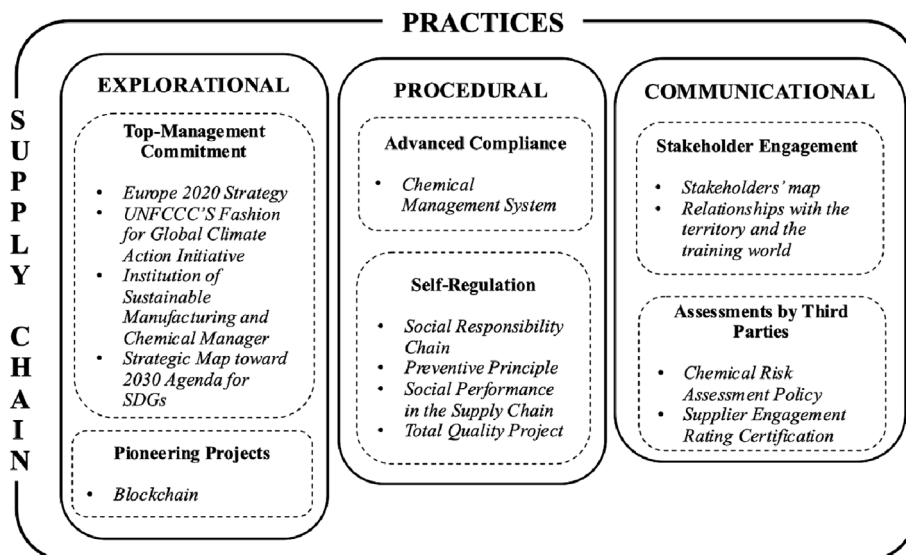 PRACTICES
SUPPLY CHAIN
EXPLORATIONAL
Top-Management
Commitment
• Europe 2020 Strategy
• UNFCCC'S Fashion
for Global Climate
Action Initiative
• Institution of
Sustainable
Manufacturing and
Chemical Manager
• Strategic Map toward
2030 Agenda for
SDGs
Pioneering Projects
• Blockchain
PROCEDURAL
Advanced Compliance
• Chemical
Management System
Self-Regulation
• Social Responsibility
Chain
• Preventive Principle
• Social Performance
in the Supply Chain
• Total Quality Project
COMMUNICATIONAL
Stakeholder Engagement
• Stakeholders' map
• Relationships with the
territory and the
training world
Assessments by Third
Parties
• Chemical Risk
Assessment Policy
• Supplier Engagement
Rating Certification